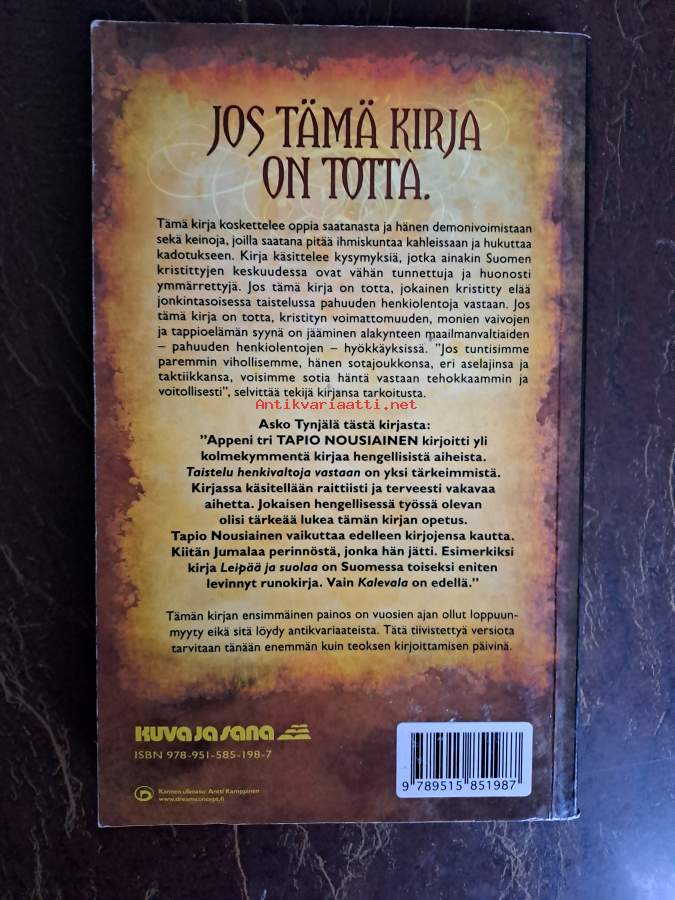 JOS TÄMÄ KIRJA
ON TOTTA.
Tämä kirja koskettelee oppia saatanasta ja hänen demonivoimistaan
sekä keinoja, joilla saatana pitää ihmiskuntaa kahleissaan ja hukuttaa
kadotukseen. Kirja käsittelee kysymyksiä, jotka ainakin Suomen
kristittyjen keskuudessa ovat vähän tunnettuja ja huonosti
ymmärrettyjä. Jos tämä kirja on totta, jokainen kristitty elää
jonkintasoisessa taistelussa pahuuden henkiolentoja vastaan. Jos
tämä kirja on totta, kristityn voimattomuuden, monien vaivojen
ja tappioelämän syynä on jääminen alakynteen maailmanvaltiaiden
– pahuuden henkiolentojen – hyökkäyksissä. "Jos tuntisimme
paremmin vihollisemme, hänen sotajoukkonsa, eri aselajinsa ja
taktiikkansa, voisimme sotia häntä vastaan tehokkaammin ja
voitollisesti", selvittää tekijä kirjansa tarkoitusta.
Antikvariaatti.net
Asko Tynjälä tästä kirjasta:
"Appeni tri TAPIO NOUSIAINEN kirjoitti yli
kolmekymmentä kirjaa hengellisistä aiheista.
Taistelu henkivaltoja vastaan on yksi tärkeimmistä.
Kirjassa käsitellään raittiisti ja terveesti vakavaa
aihetta. Jokaisen hengellisessä työssä olevan
olisi tärkeää lukea tämän kirjan opetus.
Tapio Nousiainen vaikuttaa edelleen kirjojensa kautta.
Kiitän Jumalaa perinnöstä, jonka hän jätti. Esimerkiksi
kirja Leipää ja suolaa on Suomessa toiseksi eniten
levinnyt runokirja. Vain Kalevala on edellä."
Tämän kirjan ensimmäinen painos on vuosien ajan ollut loppuun-
myyty eikä sitä löydy antikvariaateista. Tätä tiivistettyä versiota
tarvitaan tänään enemmän kuin teoksen kirjoittamisen päivinä.
kuva ja sana
ISBN 978-951-585-198-7
9 789515 851987
Kannen ulkoasu: Antti Kamppinen
www.dreamconcept.fi